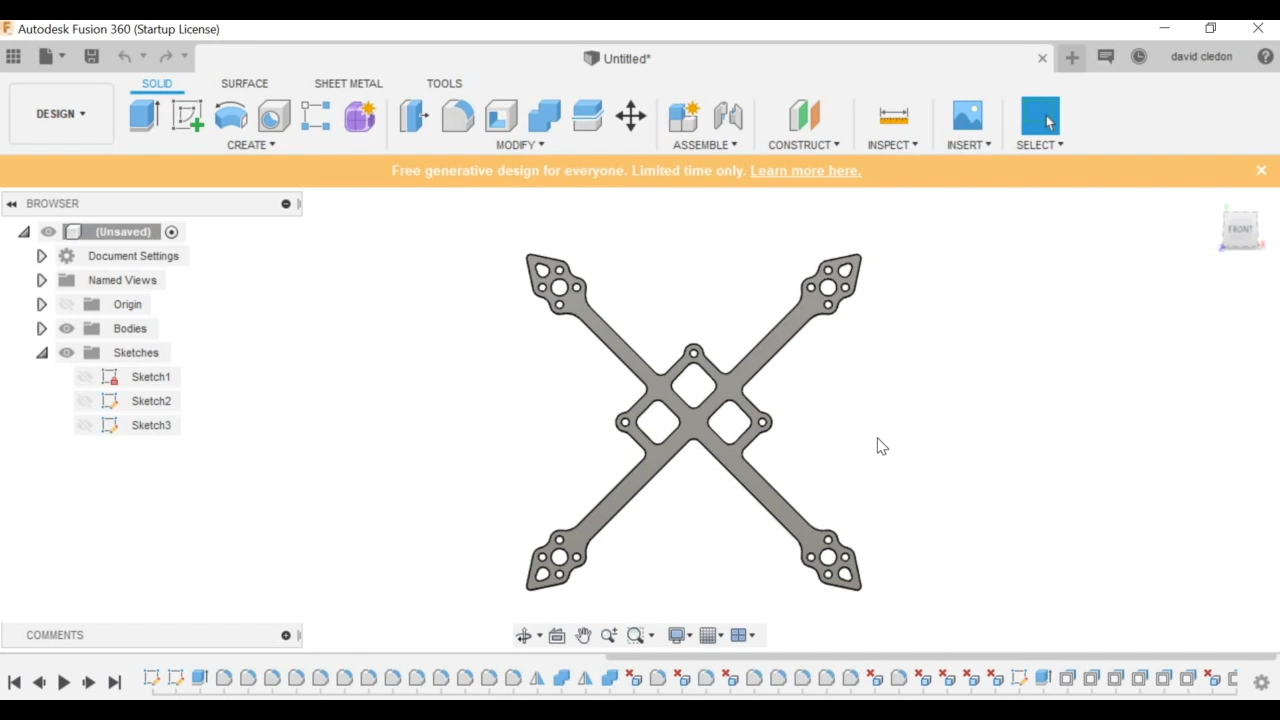 Autodesk Fusion 360 (Startup License)
Untitled*
david cledon
SOLID SURFACE SHEET METAL TOOLS
DESIGN
CREATE MODIFY ASSEMBLE CONSTRUCT INSPECT INSERT SELECT
Free generative design for everyone. Limited time only. Learn more here.
BROWSER
(Unsaved)
Document Settings
Named Views
Origin
Bodies
Sketches
Sketch1
Sketch2
Sketch3
FRONT
COMMENTS